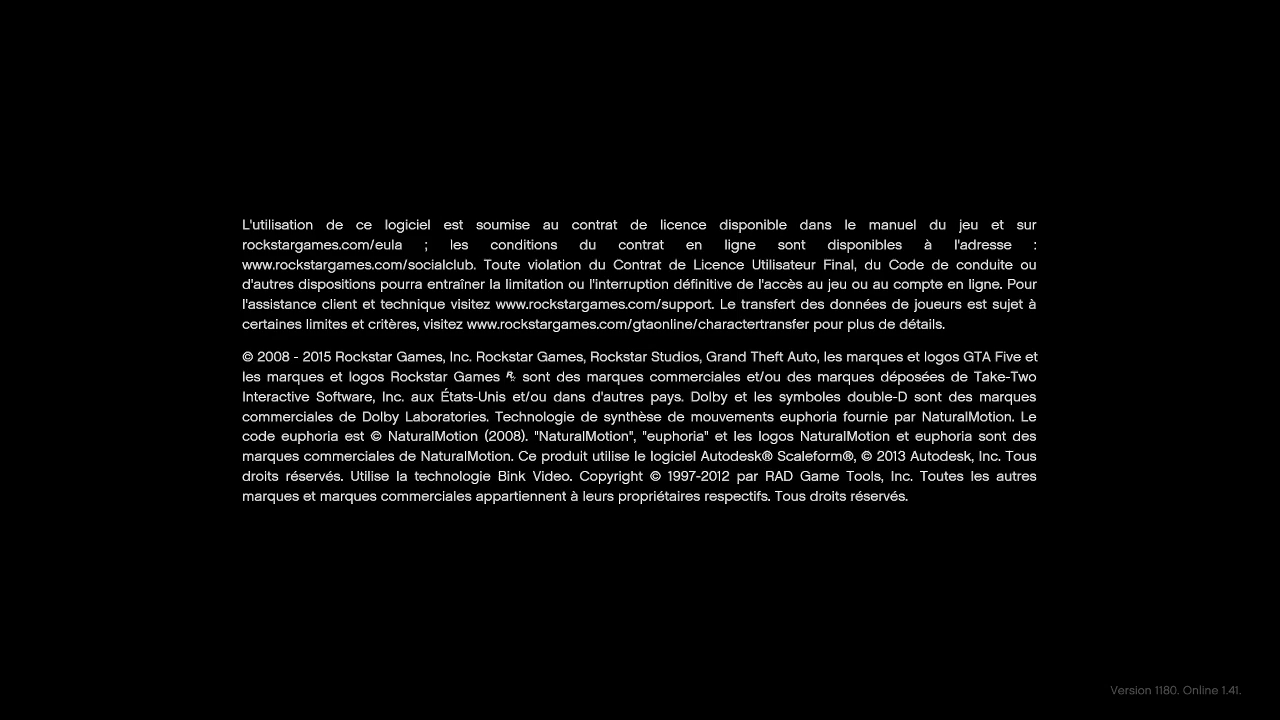 L'utilisation de ce logiciel est soumise au contrat de licence disponible dans le manuel du jeu et sur
rockstargames.com/eula ; les conditions du contrat en ligne sont disponibles à l'adresse :
www.rockstargames.com/socialclub. Toute violation du Contrat de Licence Utilisateur Final, du Code de conduite ou
d'autres dispositions pourra entraîner la limitation ou l'interruption définitive de l'accès au jeu ou au compte en ligne. Pour
l'assistance client et technique visitez www.rockstargames.com/support. Le transfert des données de joueurs est sujet à
certaines limites et critères, visitez www.rockstargames.com/gtaonline/charactertransfer pour plus de détails.
© 2008 - 2015 Rockstar Games, Inc. Rockstar Games, Rockstar Studios, Grand Theft Auto, les marques et logos GTA Five et
les marques et logos Rockstar Games R* sont des marques commerciales et/ou des marques déposées de Take-Two
Interactive Software, Inc. aux États-Unis et/ou dans d'autres pays. Dolby et les symboles double-D sont des marques
commerciales de Dolby Laboratories. Technologie de synthèse de mouvements euphoria fournie par NaturalMotion. Le
code euphoria est © NaturalMotion (2008). "NaturalMotion", "euphoria" et les logos NaturalMotion et euphoria sont des
marques commerciales de NaturalMotion. Ce produit utilise le logiciel Autodesk® Scaleform®, © 2013 Autodesk, Inc. Tous
droits réservés. Utilise la technologie Bink Video. Copyright © 1997-2012 par RAD Game Tools, Inc. Toutes les autres
marques et marques commerciales appartiennent à leurs propriétaires respectifs. Tous droits réservés.
Version 1180. Online 1.41.